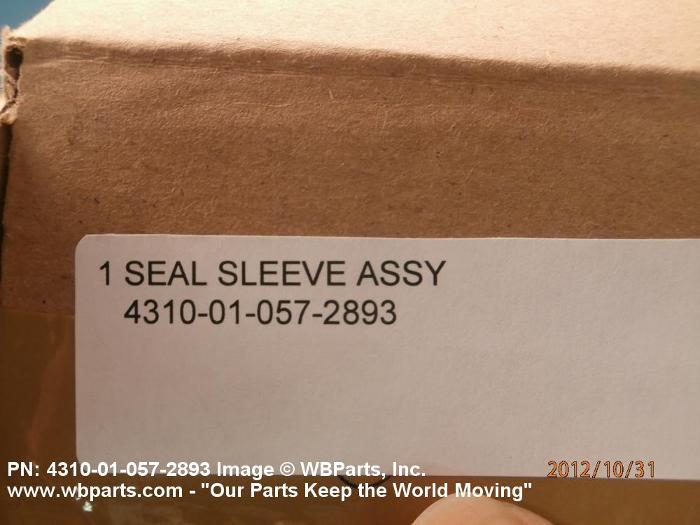 1 SEAL SLEEVE ASSY
4310-01-057-2893
PN: 4310-01-057-2893 Image © WBParts, Inc.
2012/10/31
www.wbparts.com - "Our Parts Keep the World Moving"